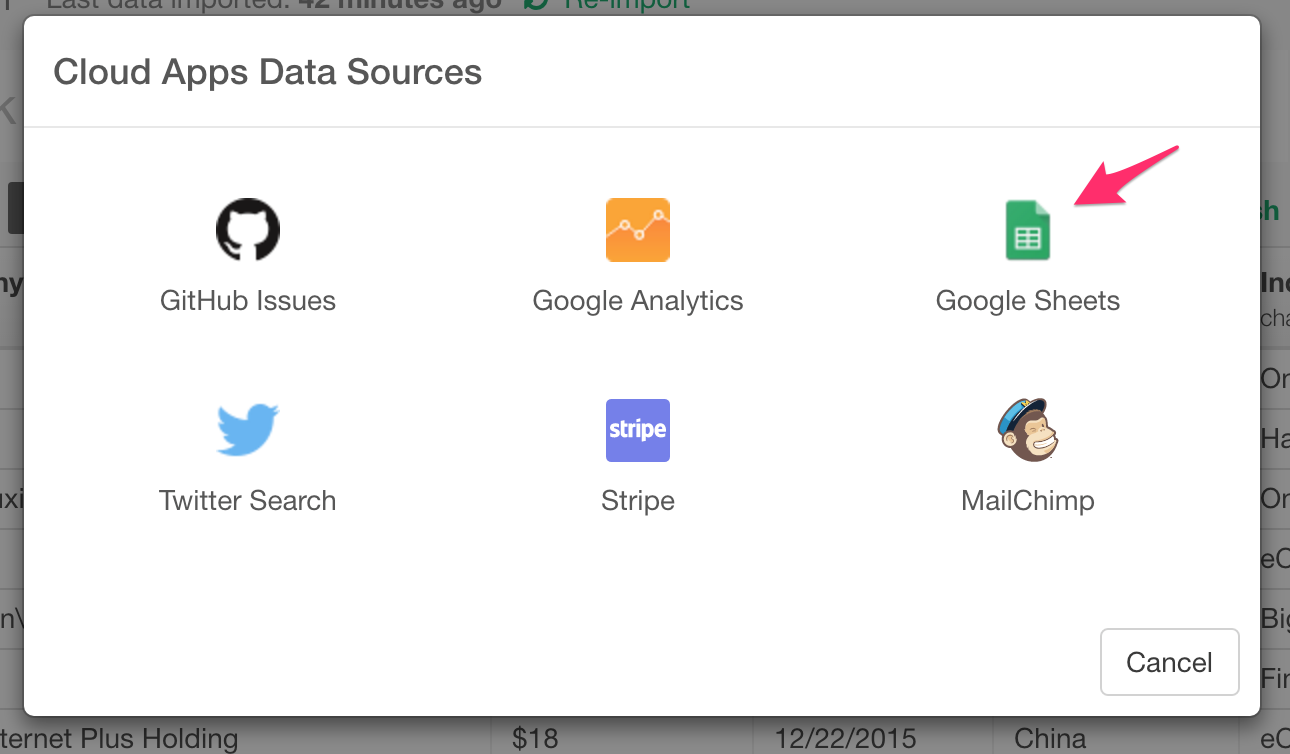 Last data imported: 42 minutes ago Re-import
Cloud Apps Data Sources
GitHub Issues
Google Analytics
Google Sheets
stripe
Twitter Search
Stripe
MailChimp
Cancel
$18
12/22/2015
China
Plus Holding